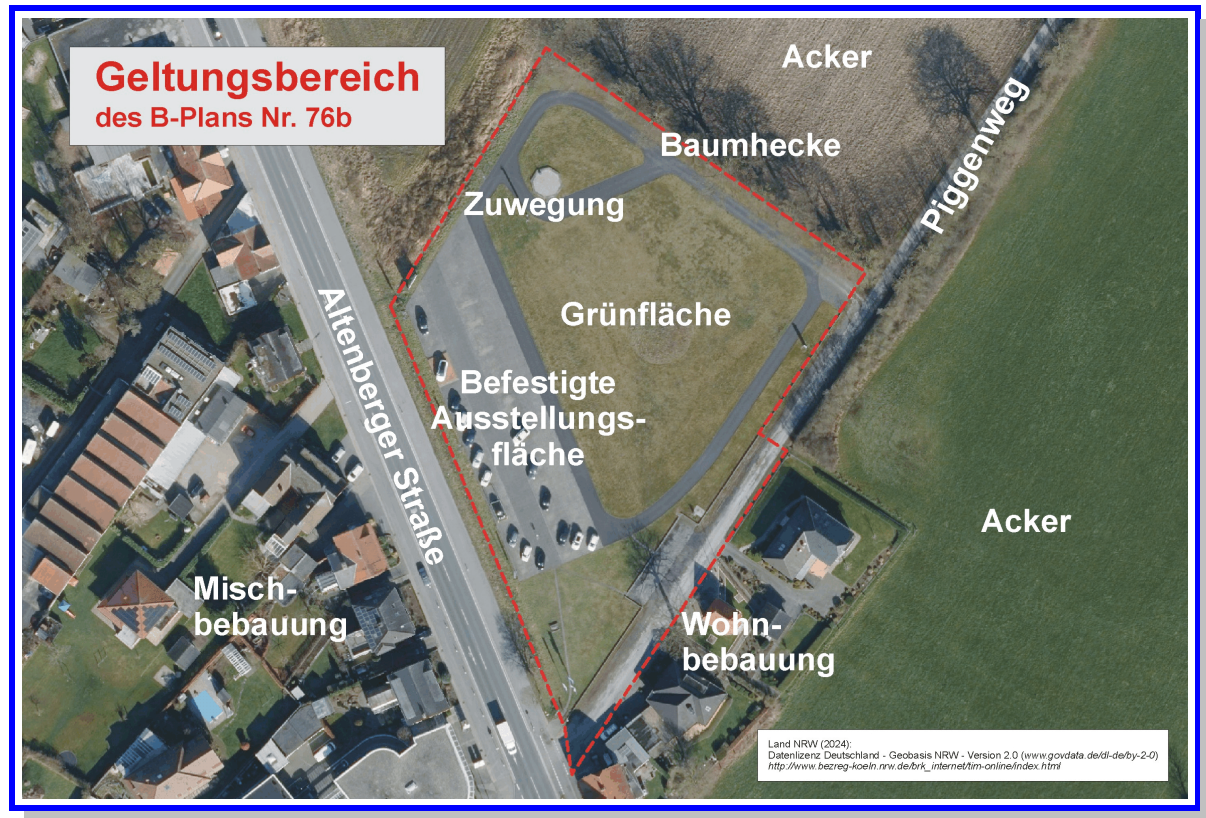 Geltungsbereich
des B-Plans Nr. 76b
Acker
Piggenweg
Baumhecke
Zuwegung
Grünfläche
Altenberger Straße
Befestigte
Ausstellungs-
fläche
Acker
Misch-
bebauung
Wohn-
bebauung
Land NRW (2024):
Datenlizenz Deutschland - Geobasis NRW - Version 2.0 (www.govdata.de/dl-de/by-2-0)
http://www.bezreg-koeln.nrw.de/brk_internet/tim-online/index.html